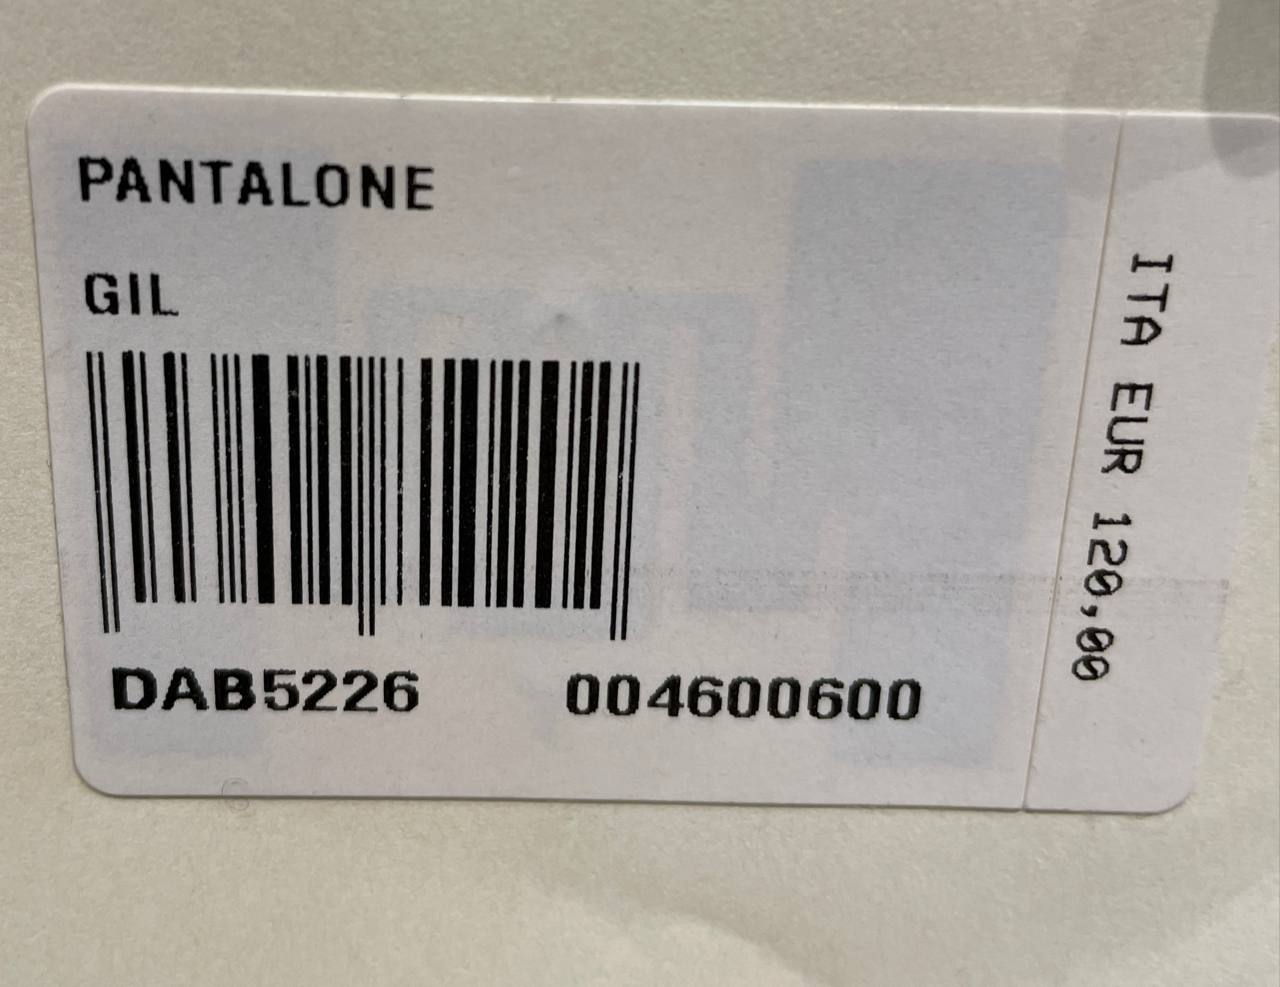 PANTALONE
GIL
DAB5226 004600600
ITA EUR 120,00